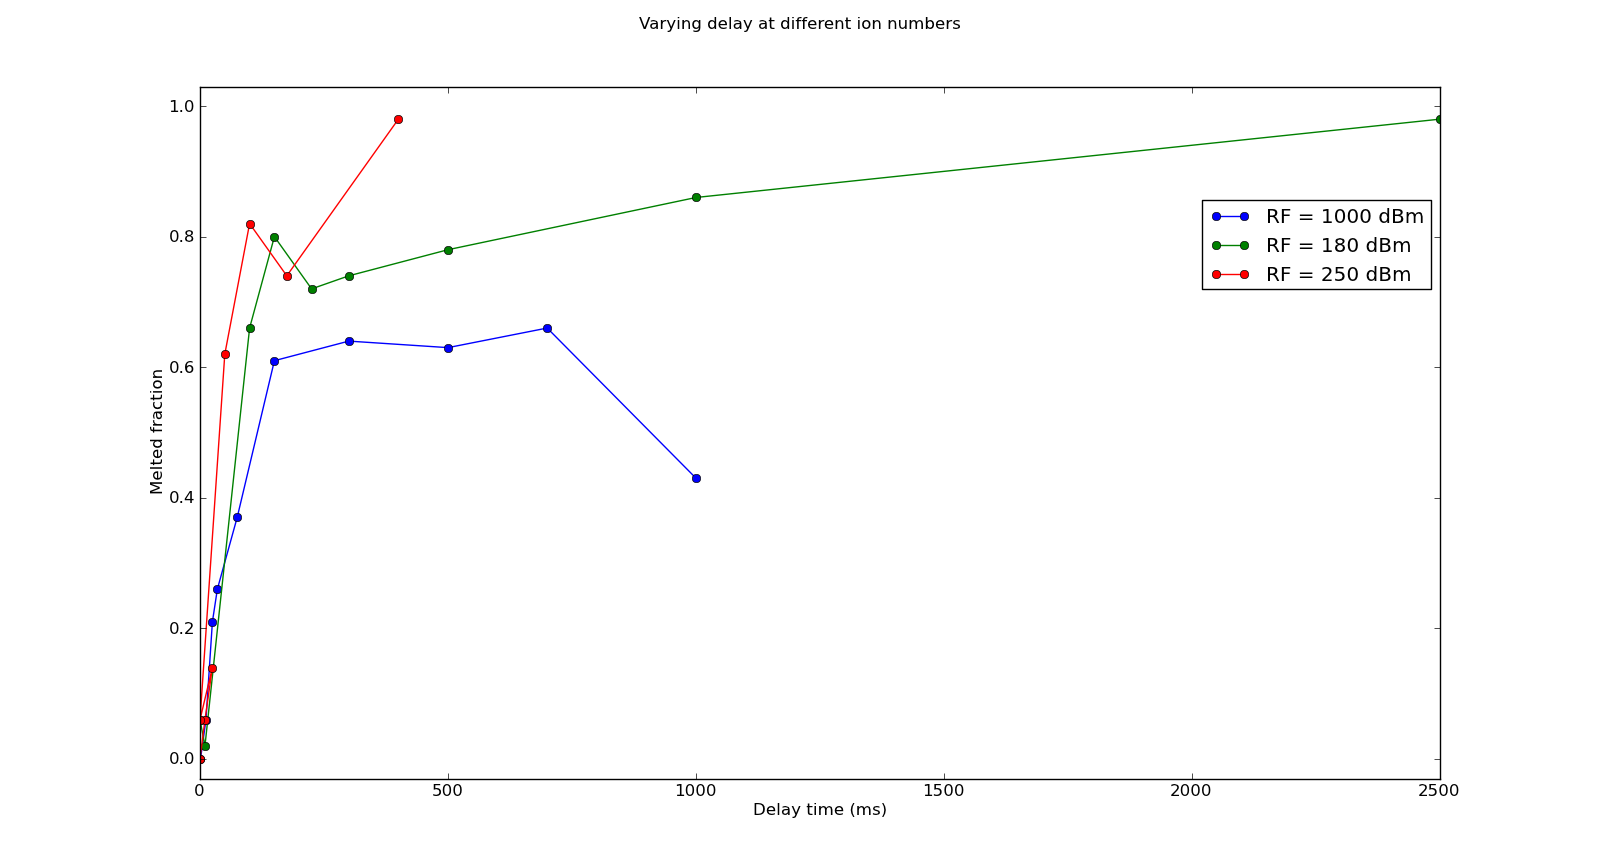 Varying delay at different ion numbers
1.0
0.8
0.6
0.4
0.2
0.0
Melted fraction
RF = 1000 dBm
RF = 180 dBm
RF = 250 dBm
0 500 1000 1500 2000 2500
Delay time (ms)